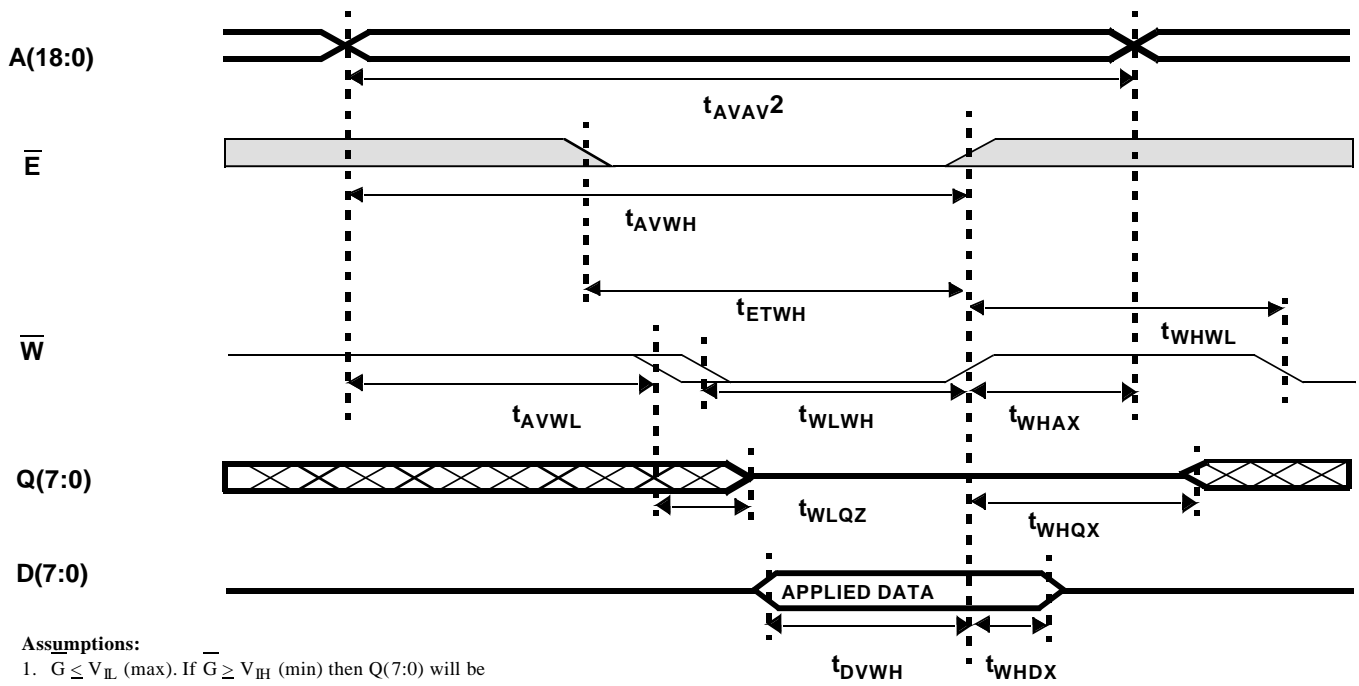 A(18:0)
tAVAV2
E̅
tAVWH
tETWH
tWHWL
W̅
tAVWL
tWLWH
tWHAX
Q(7:0)
tWLQZ
tWHQX
D(7:0)
APPLIED DATA
tDVWH
tWHDX
Assumptions:
1. G̅ ≤ VIL (max). If G̅ ≥ VIH (min) then Q(7:0) will be